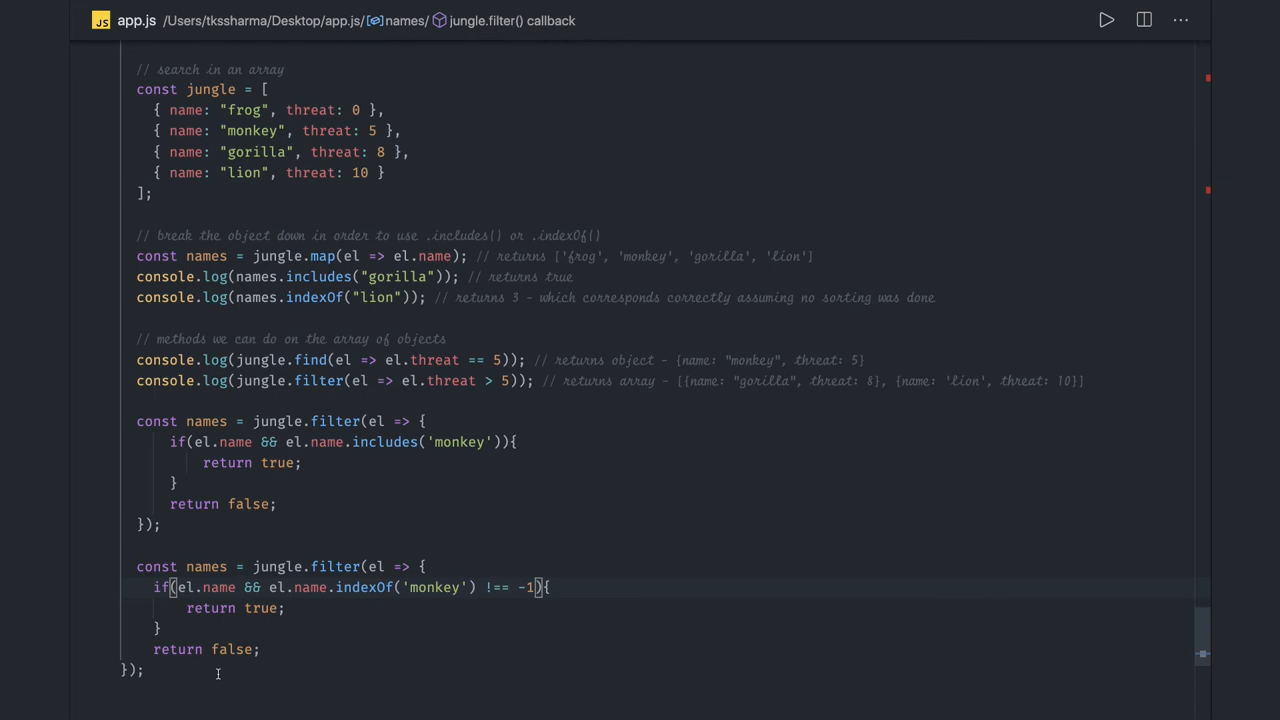 JS app.js /Users/tkssharma/Desktop/app.js/names/jungle.filter() callback
// search in an array
const jungle = [
{ name: "frog", threat: 0 },
{ name: "monkey", threat: 5 },
{ name: "gorilla", threat: 8 },
{ name: "lion", threat: 10 }
];
// break the object down in order to use .includes() or .indexOf()
const names = jungle.map(el => el.name); // returns ['frog', 'monkey', 'gorilla', 'lion']
console.log(names.includes("gorilla")); // returns true
console.log(names.indexOf("lion")); // returns 3 - which corresponds correctly assuming no sorting was done
// methods we can do on the array of objects
console.log(jungle.find(el => el.threat == 5)); // returns object - {name: "monkey", threat: 5}
console.log(jungle.filter(el => el.threat > 5)); // returns array - [{name: "gorilla", threat: 8}, {name: 'lion', threat: 10}]
const names = jungle.filter(el => {
if(el.name && el.name.includes('monkey')){
return true;
}
return false;
});
const names = jungle.filter(el => {
if(el.name && el.name.indexOf('monkey') !== -1){
return true;
}
return false;
});